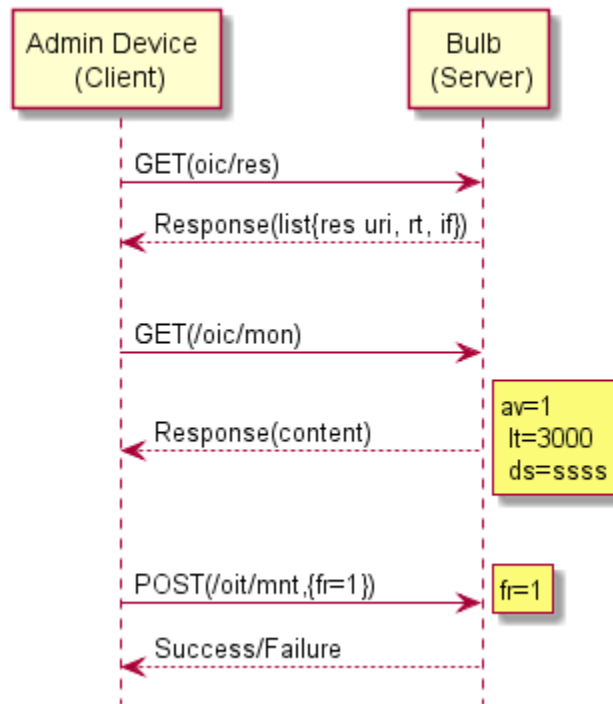 Admin Device
(Client)
Bulb
(Server)
GET(oic/res)
Response(list{res uri, rt, if})
GET(/oic/mon)
av=1
lt=3000
ds=ssss
Response(content)
POST(/oit/mnt,{fr=1})
fr=1
Success/Failure